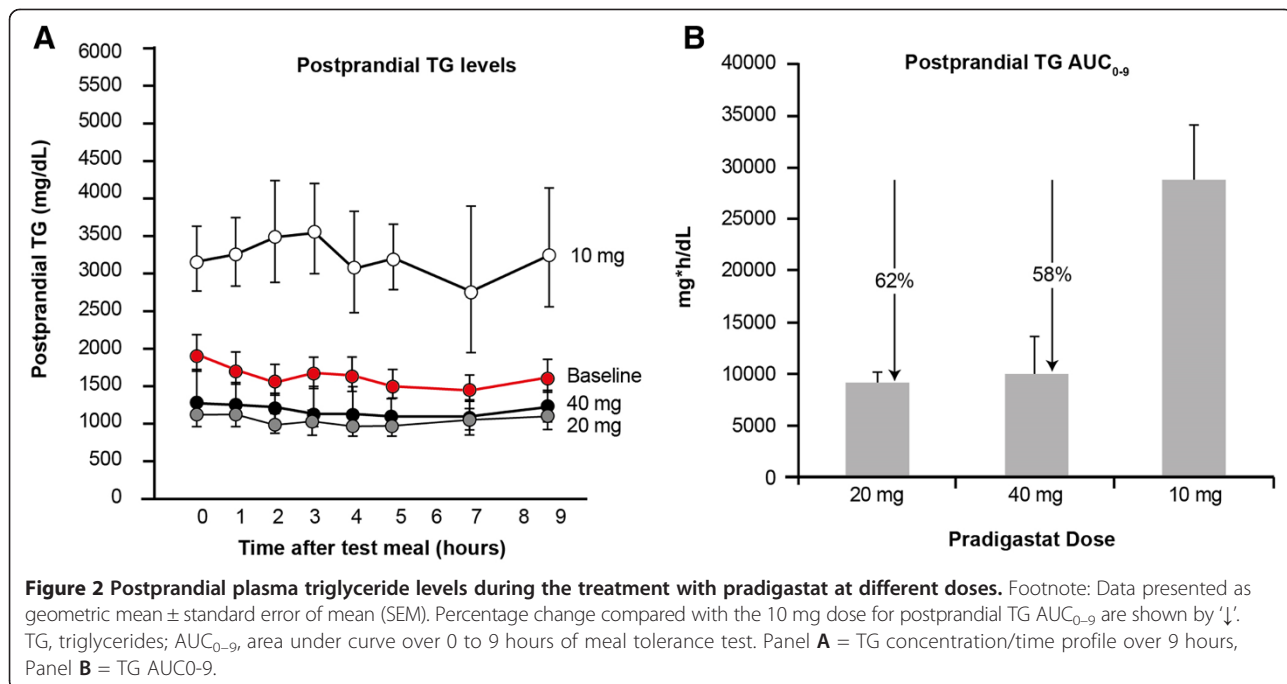 A
Postprandial TG levels
Postprandial TG (mg/dL)
6000
5500
5000
4500
4000
3500
3000
2500
2000
1500
1000
500
0
10 mg
Baseline
40 mg
20 mg
0 1 2 3 4 5 6 7 8 9
Time after test meal (hours)
B
Postprandial TG AUC0-9
mg*h/dL
40000
35000
30000
25000
20000
15000
10000
5000
0
62%
58%
20 mg 40 mg 10 mg
Pradigastat Dose
Figure 2 Postprandial plasma triglyceride levels during the treatment with pradigastat at different doses. Footnote: Data presented as
geometric mean ± standard error of mean (SEM). Percentage change compared with the 10 mg dose for postprandial TG AUC0–9 are shown by ‘↓’.
TG, triglycerides; AUC0–9, area under curve over 0 to 9 hours of meal tolerance test. Panel A = TG concentration/time profile over 9 hours,
Panel B = TG AUC0-9.